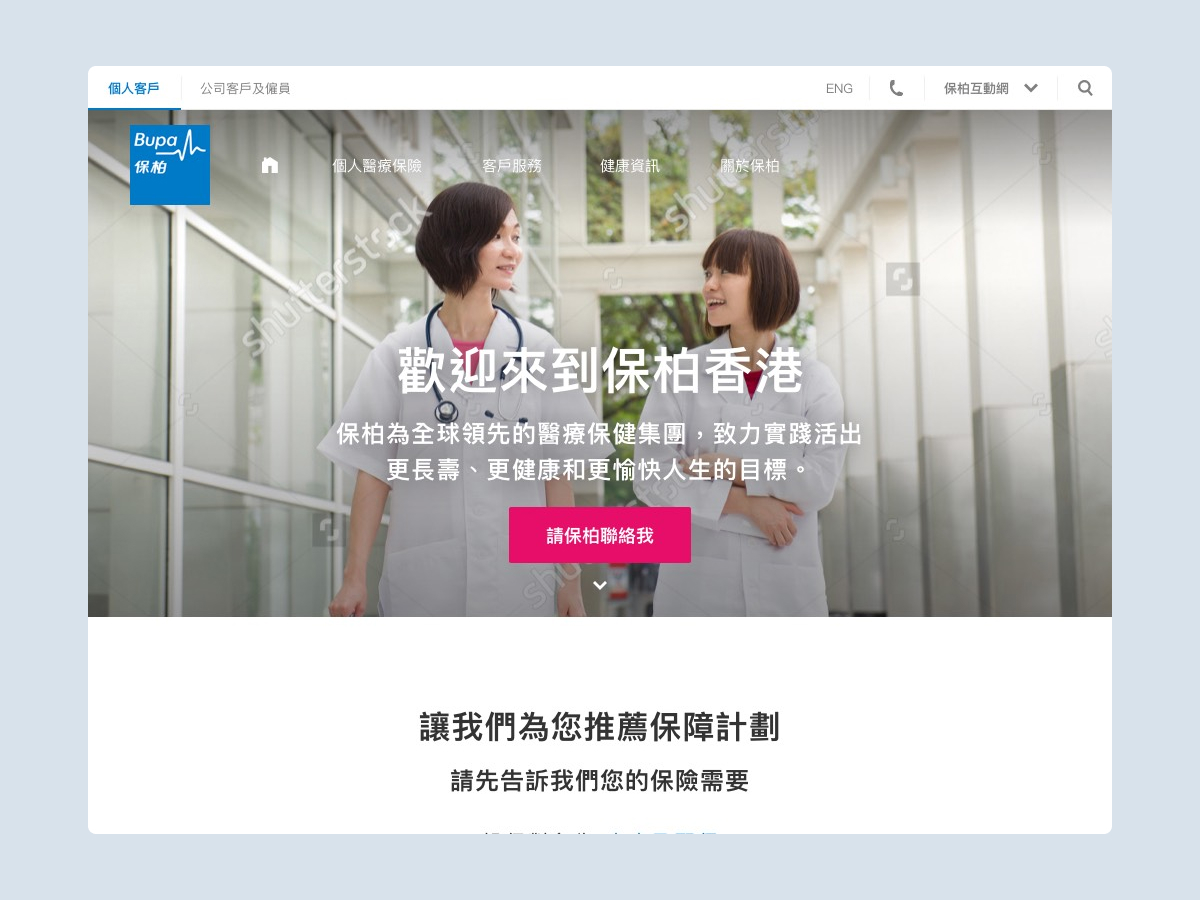 個人客戶
公司客戶及僱員
ENG
保柏互動網
Bupa
保柏
個人醫療保險
客戶服務
健康資訊
關於保柏
shutterstock
shutterstock
歡迎來到保柏香港
保柏為全球領先的醫療保健集團，致力實踐活出
更長壽、更健康和更愉快人生的目標。
請保柏聯絡我
讓我們為您推薦保障計劃
請先告訴我們您的保險需要